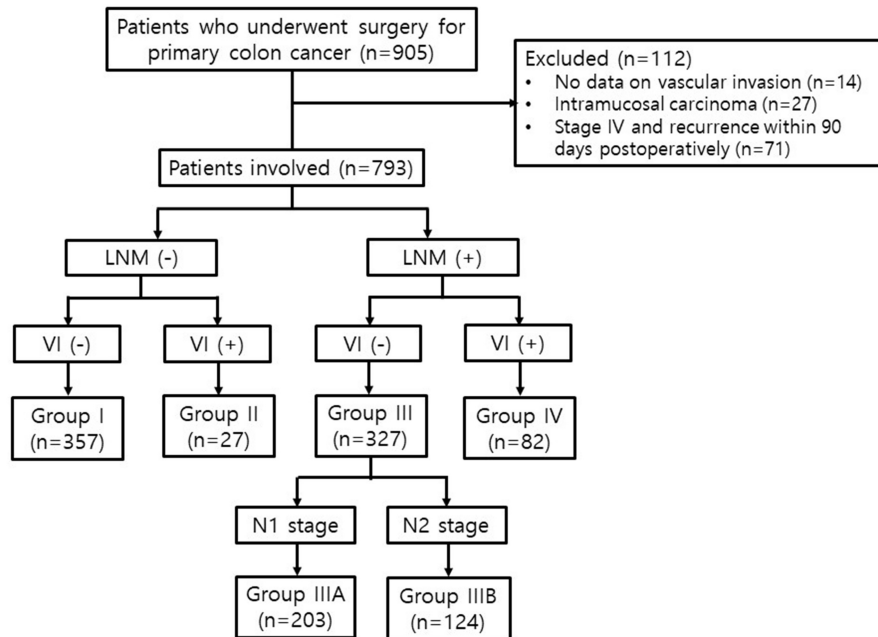 Patients who underwent surgery for
primary colon cancer (n=905)
Excluded (n=112)
• No data on vascular invasion (n=14)
• Intramucosal carcinoma (n=27)
• Stage IV and recurrence within 90
days postoperatively (n=71)
Patients involved (n=793)
LNM (-)
LNM (+)
VI (-)
VI (+)
VI (-)
VI (+)
Group I
(n=357)
Group II
(n=27)
Group III
(n=327)
Group IV
(n=82)
N1 stage
N2 stage
Group IIIA
(n=203)
Group IIIB
(n=124)